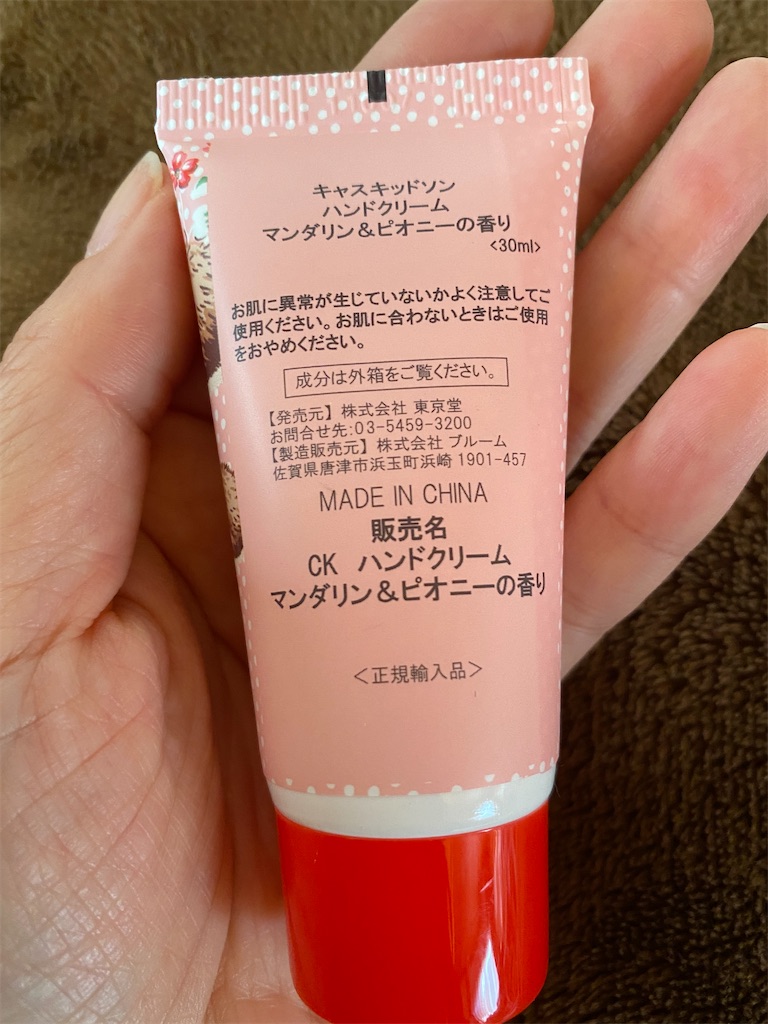 キャスキッドソン
ハンドクリーム
マンダリン&ピオニーの香り
<30ml>
お肌に異常が生じていないかよく注意してご
使用ください。お肌に合わないときはご使用
をおやめください。
成分は外箱をご覧ください。
【発売元】株式会社 東京堂
お問合せ先:03-5459-3200
【製造販売元】株式会社 ブルーム
佐賀県唐津市浜玉町浜崎 1901-457
MADE IN CHINA
販売名
CK ハンドクリーム
マンダリン&ピオニーの香り
<正規輸入品>